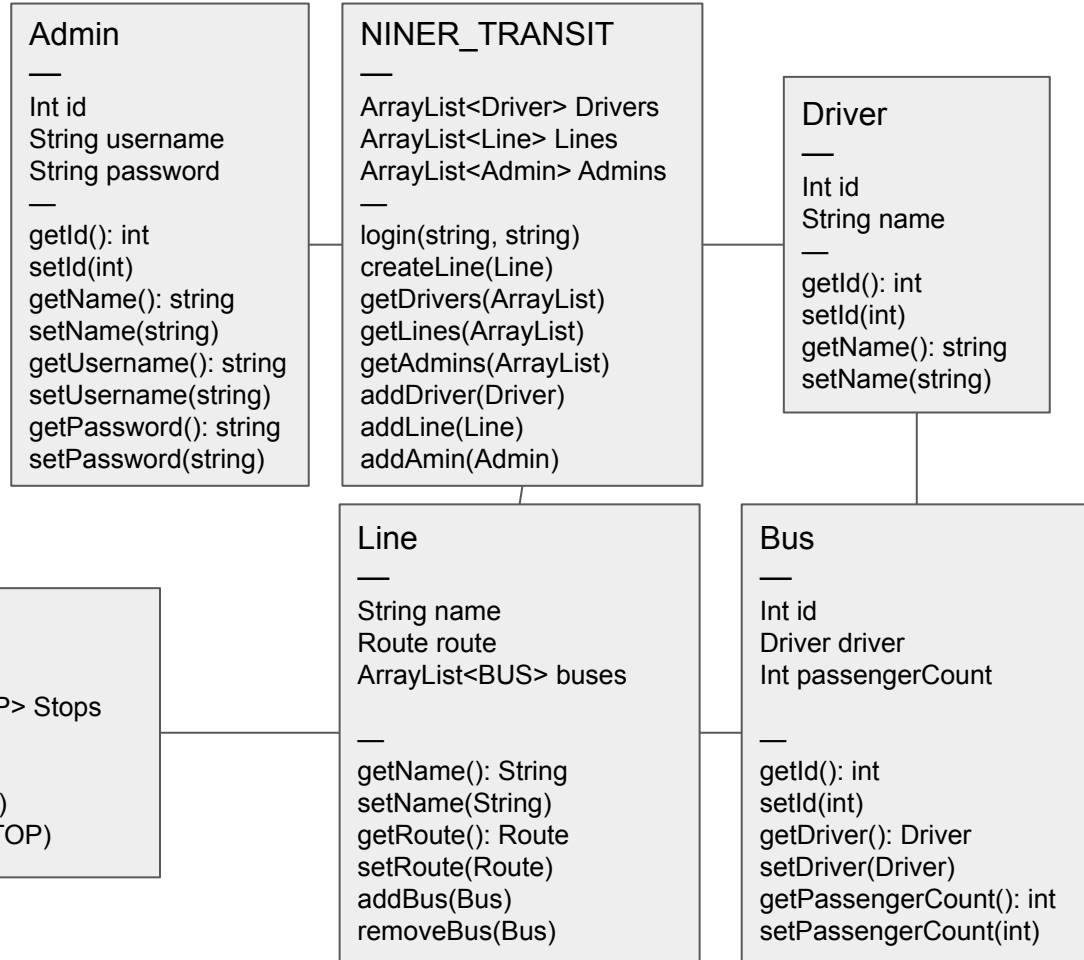 Admin
—
Int id
String username
String password
—
getId(): int
setId(int)
getName(): string
setName(string)
getUsername(): string
setUsername(string)
getPassword(): string
setPassword(string)
NINER_TRANSIT
—
ArrayList<Driver> Drivers
ArrayList<Line> Lines
ArrayList<Admin> Admins
—
login(string, string)
createLine(Line)
getDrivers(ArrayList)
getLines(ArrayList)
getAdmins(ArrayList)
addDriver(Driver)
addLine(Line)
addAmin(Admin)
Driver
—
Int id
String name
—
getId(): int
setId(int)
getName(): string
setName(string)
> Stops
)
TOP)
Line
—
String name
Route route
ArrayList<BUS> buses
—
getName(): String
setName(String)
getRoute(): Route
setRoute(Route)
addBus(Bus)
removeBus(Bus)
Bus
—
Int id
Driver driver
Int passengerCount
—
getId(): int
setId(int)
getDriver(): Driver
setDriver(Driver)
getPassengerCount(): int
setPassengerCount(int)